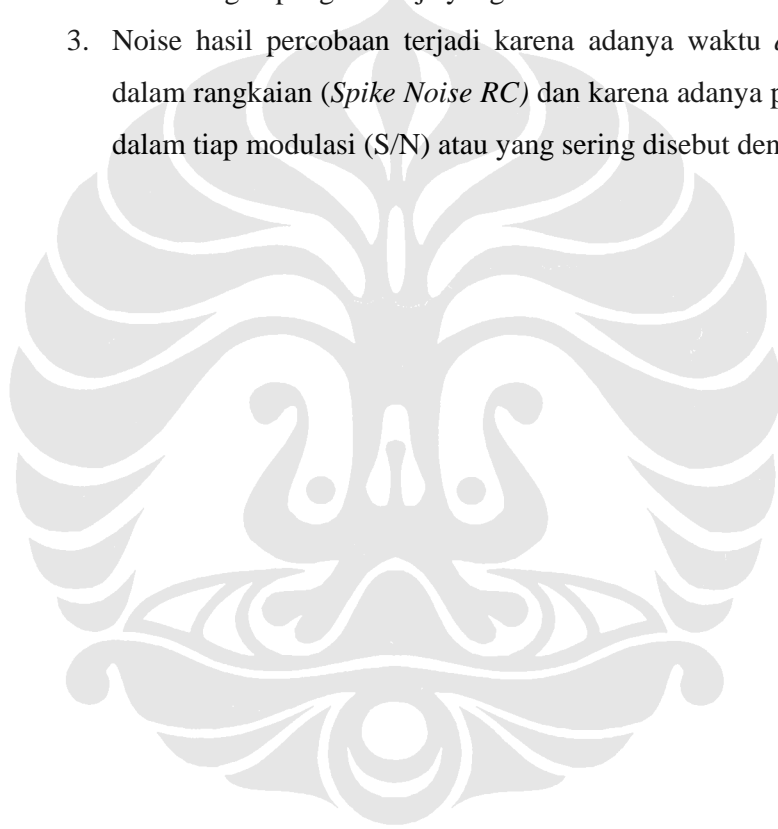 3. Noise hasil percobaan terjadi karena adanya waktu
dalam rangkaian (Spike Noise RC) dan karena adanya
dalam tiap modulasi (S/N) atau yang sering disebut